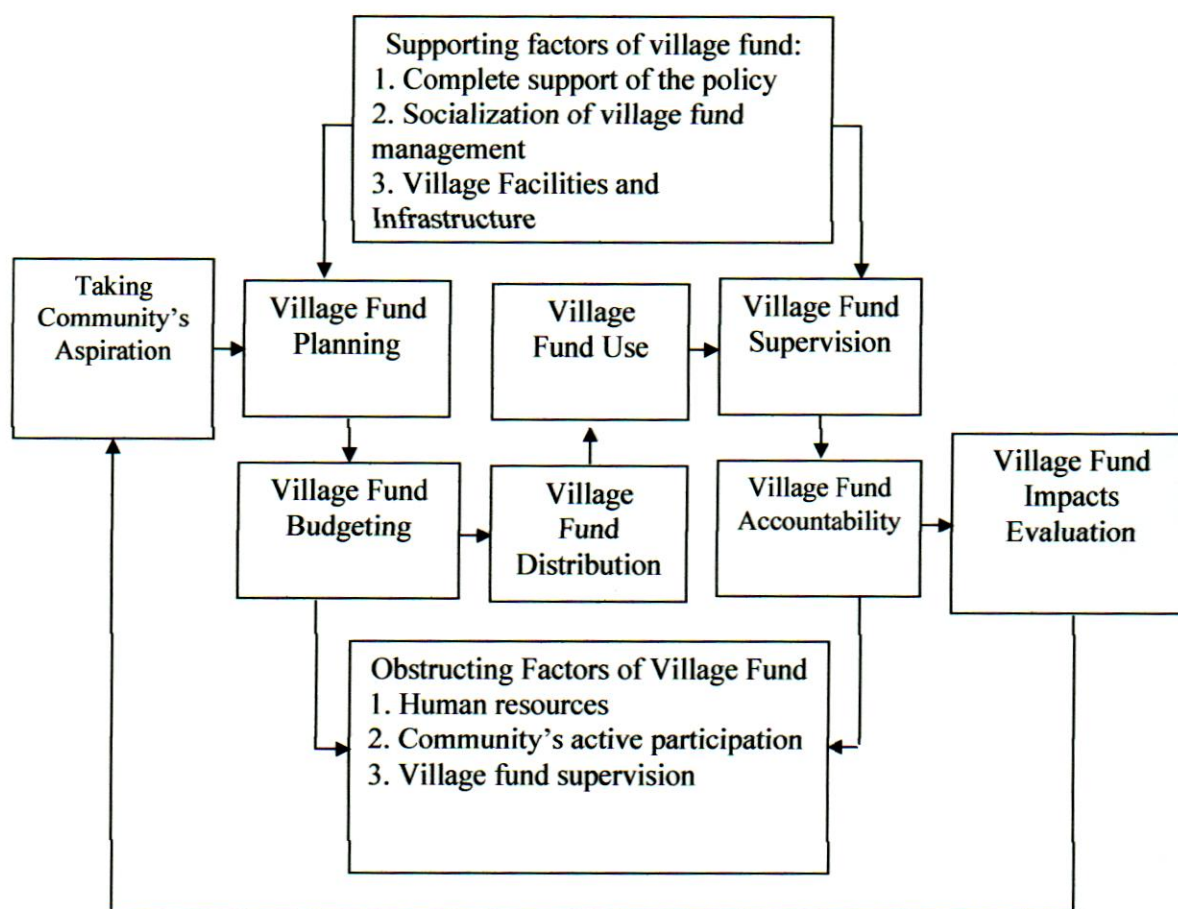 Supporting factors of village fund:
1. Complete support of the policy
2. Socialization of village fund
management
3. Village Facilities and
Infrastructure
Taking
Community's
Aspiration
Village Fund
Planning
Village
Fund Use
Village Fund
Supervision
Village Fund
Budgeting
Village
Fund
Distribution
Village Fund
Accountability
Village Fund
Impacts
Evaluation
Obstructing Factors of Village Fund
1. Human resources
2. Community's active participation
3. Village fund supervision